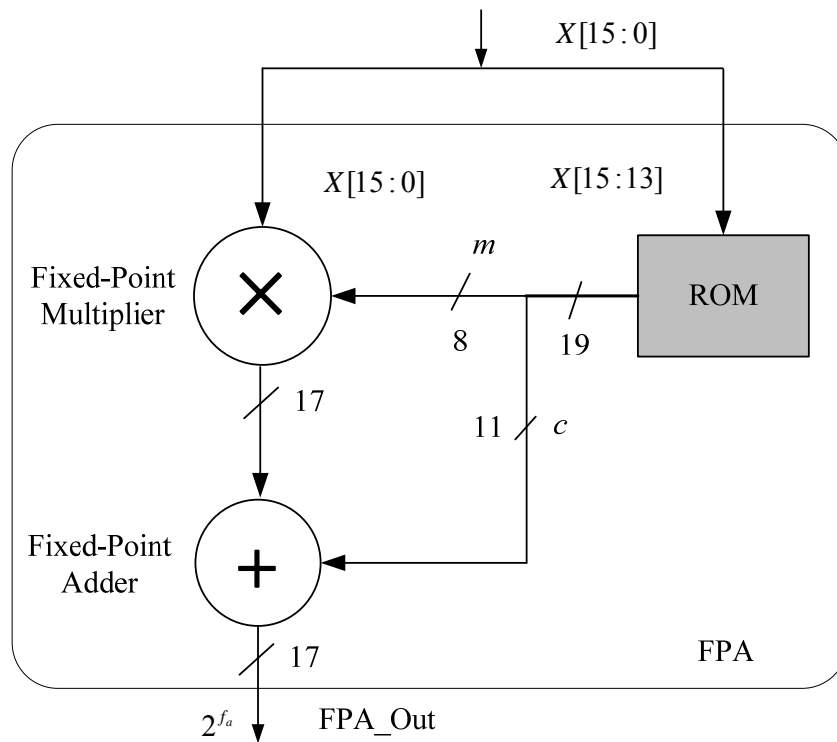 X[15:0]
X[15:0]
X[15:13]
Fixed-Point
Multiplier
×
m
8
19
ROM
17
11
c
Fixed-Point
Adder
+
17
FPA
2^{f_a}
FPA_Out